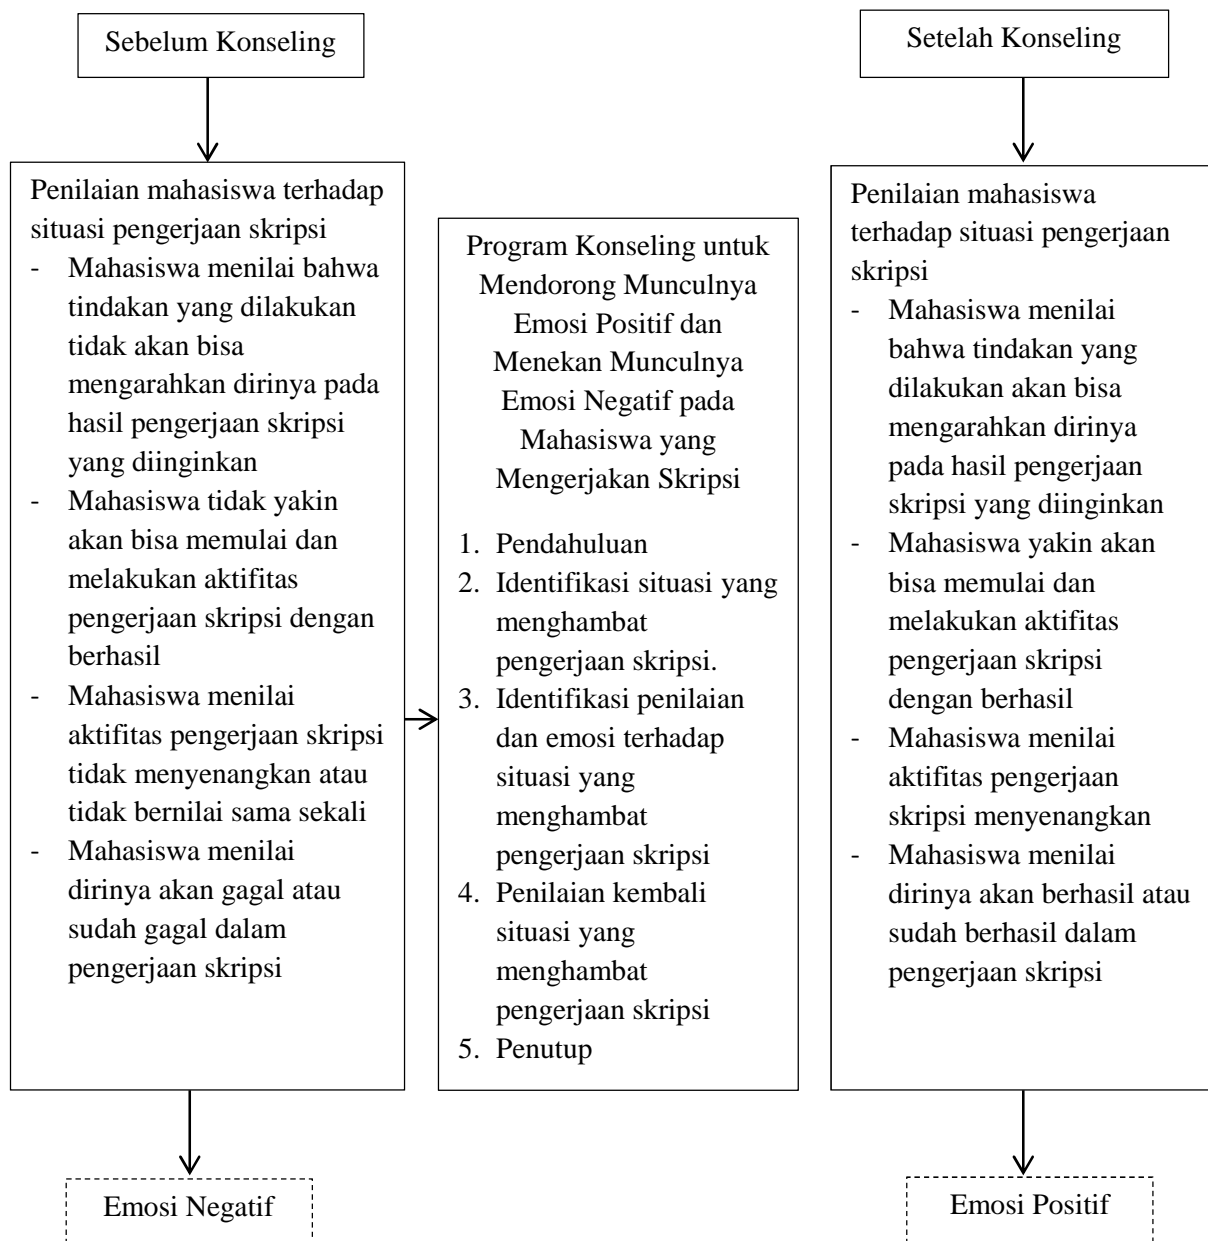 Sebelum Konseling
Penilaian mahasiswa terhadap
situasi pengerjaan skripsi
- Mahasiswa menilai bahwa
tindakan yang dilakukan
tidak akan bisa
mengarahkan dirinya pada
hasil pengerjaan skripsi
yang diinginkan
- Mahasiswa tidak yakin
akan bisa memulai dan
melakukan aktifitas
pengerjaan skripsi dengan
berhasil
- Mahasiswa menilai
aktifitas pengerjaan skripsi
tidak menyenangkan atau
tidak bernilai sama sekali
- Mahasiswa menilai
dirinya akan gagal atau
sudah gagal dalam
pengerjaan skripsi
Emosi Negatif
Program Konseling untuk
Mendorong Munculnya
Emosi Positif dan
Menekan Munculnya
Emosi Negatif pada
Mahasiswa yang
Mengerjakan Skripsi
1. Pendahuluan
2. Identifikasi situasi yang
menghambat
pengerjaan skripsi.
3. Identifikasi penilaian
dan emosi terhadap
situasi yang
menghambat
pengerjaan skripsi
4. Penilaian kembali
situasi yang
menghambat
pengerjaan skripsi
5. Penutup
Setelah Konseling
Penilaian mahasiswa
terhadap situasi pengerjaan
skripsi
- Mahasiswa menilai
bahwa tindakan yang
dilakukan akan bisa
mengarahkan dirinya
pada hasil pengerjaan
skripsi yang diinginkan
- Mahasiswa yakin akan
bisa memulai dan
melakukan aktifitas
pengerjaan skripsi
dengan berhasil
- Mahasiswa menilai
aktifitas pengerjaan
skripsi menyenangkan
- Mahasiswa menilai
dirinya akan berhasil atau
sudah berhasil dalam
pengerjaan skripsi
Emosi Positif